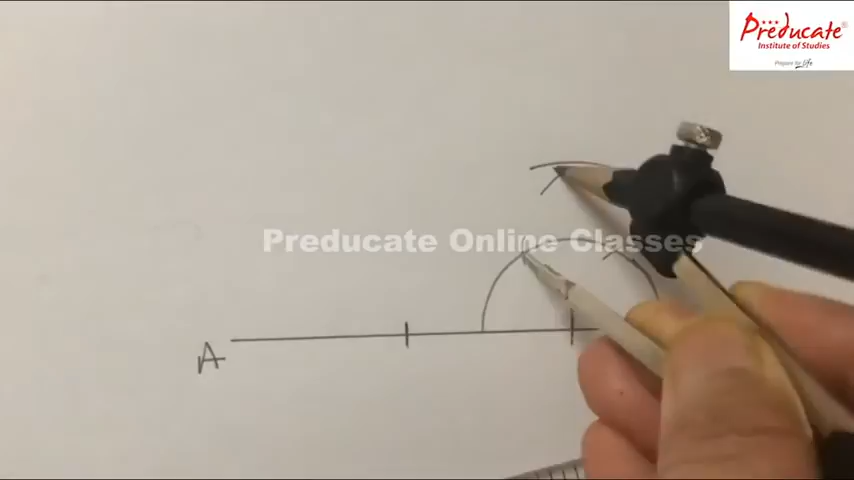 Preducate
Institute of Studies
Prepare for Life
Preducate Online Classes
A